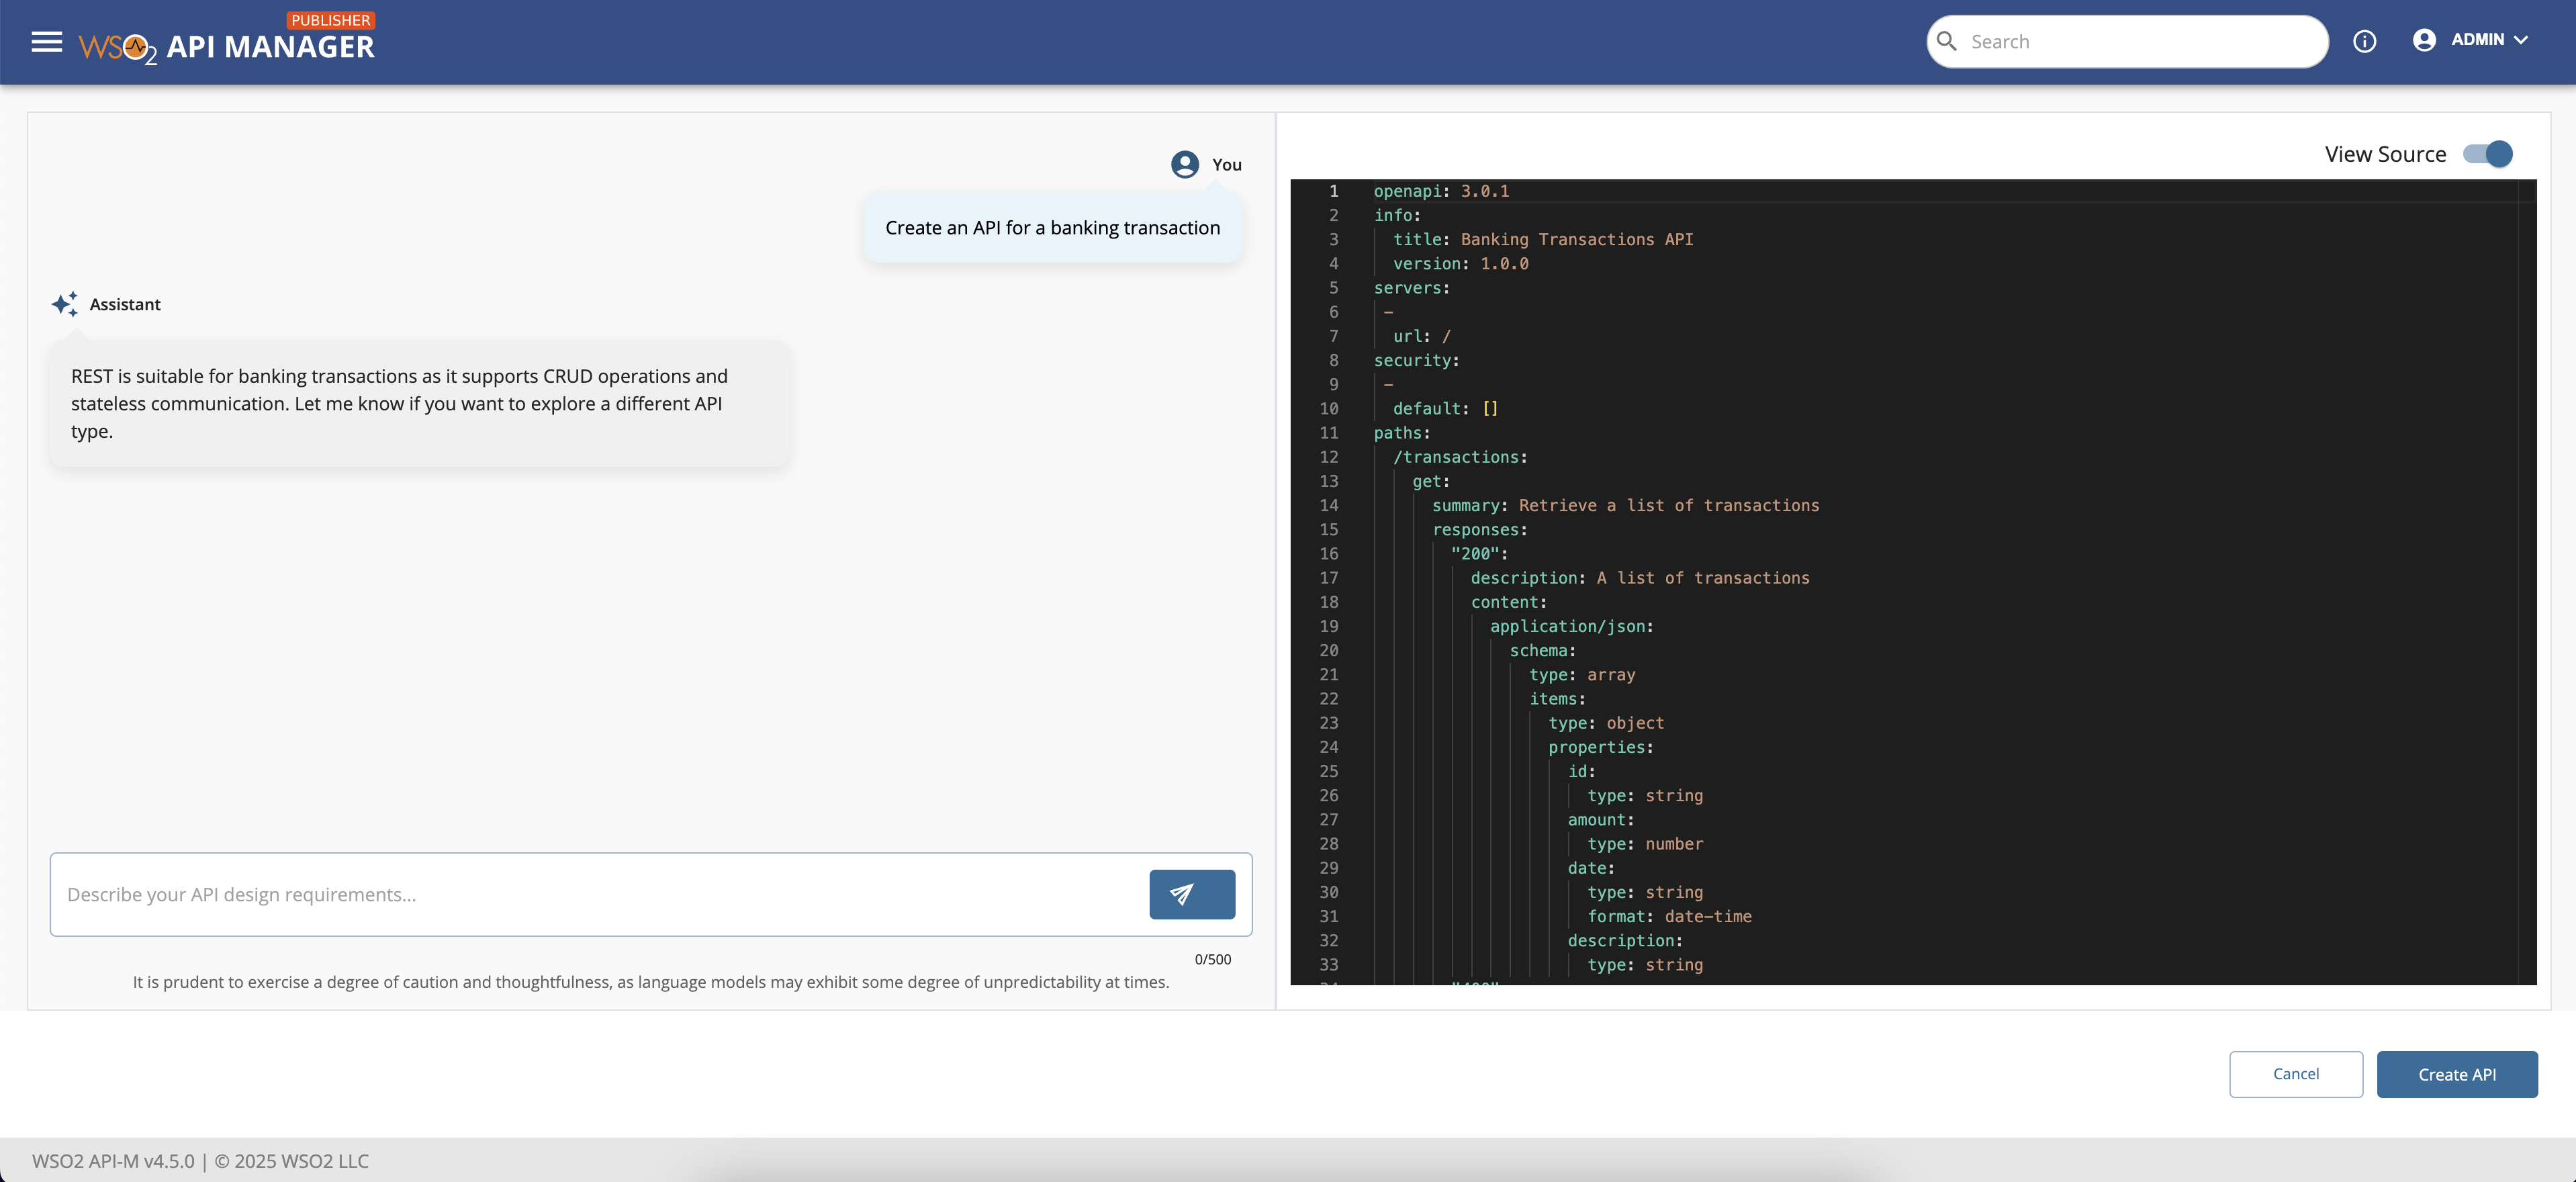 PUBLISHER
WSO2 API MANAGER
Search
ADMIN
You
Create an API for a banking transaction
Assistant
REST is suitable for banking transactions as it supports CRUD operations and
stateless communication. Let me know if you want to explore a different API
type.
Describe your API design requirements...
0/500
It is prudent to exercise a degree of caution and thoughtfulness, as language models may exhibit some degree of unpredictability at times.
View Source
1 openapi: 3.0.1
2 info:
3 title: Banking Transactions API
4 version: 1.0.0
5 servers:
6 -
7 url: /
8 security:
9 -
10 default: []
11 paths:
12 /transactions:
13 get:
14 summary: Retrieve a list of transactions
15 responses:
16 "200":
17 description: A list of transactions
18 content:
19 application/json:
20 schema:
21 type: array
22 items:
23 type: object
24 properties:
25 id:
26 type: string
27 amount:
28 type: number
29 date:
30 type: string
31 format: date-time
32 description:
33 type: string
Cancel
Create API
WSO2 API-M v4.5.0 | © 2025 WSO2 LLC